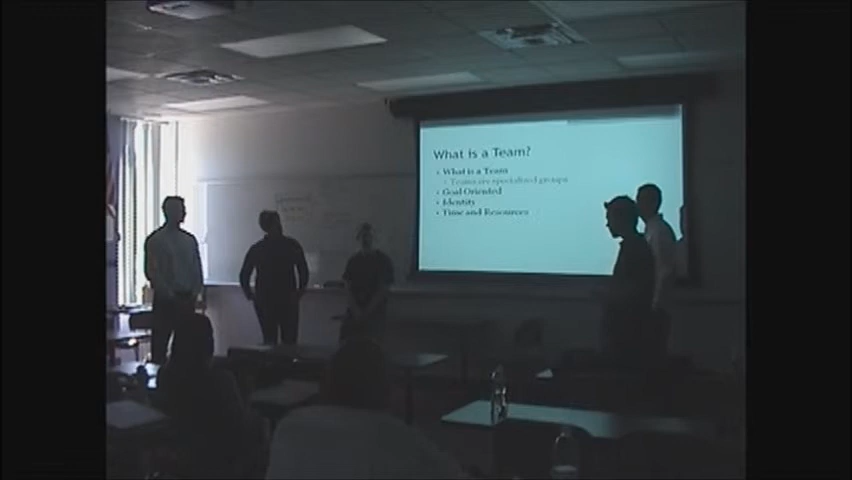 What is a Team?
• What is a Team
◦ Teams are specialized groups
• Goal Oriented
• Identity
• Time and Resources